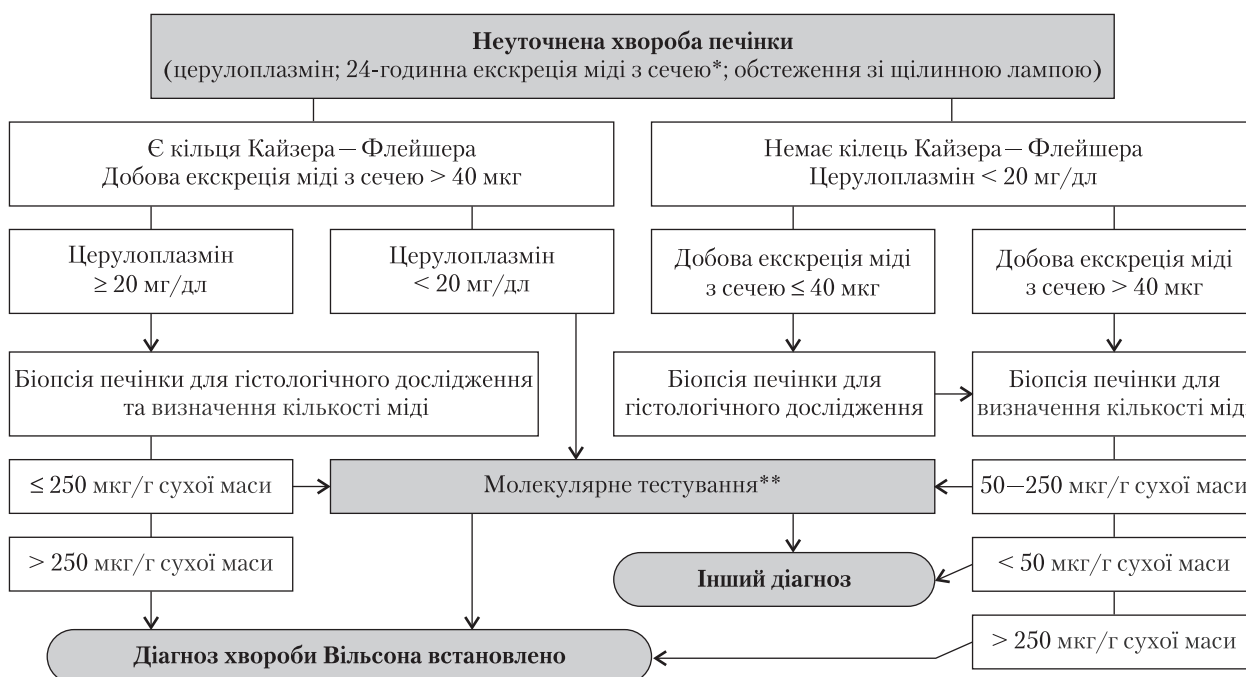 Неуточнена хвороба печінки
(церулоплазмін; 24-годинна екскреція міді з сечею*; обстеження зі щілинною лампою)
Є кільця Кайзера – Флейшера
Добова екскреція міді з сечею > 40 мкг
Немає кілець Кайзера – Флейшера
Церулоплазмін < 20 мг/дл
Церулоплазмін
≥ 20 мг/дл
Церулоплазмін
< 20 мг/дл
Добова екскреція міді
з сечею ≤ 40 мкг
Добова екскреція міді
з сечею > 40 мкг
Біопсія печінки для гістологічного дослідження
та визначення кількості міді
Біопсія печінки для
гістологічного дослідження
Біопсія печінки для
визначення кількості міді
≤ 250 мкг/г сухої маси
Молекулярне тестування**
50–250 мкг/г сухої маси
> 250 мкг/г сухої маси
Інший діагноз
< 50 мкг/г сухої маси
Діагноз хвороби Вільсона встановлено
> 250 мкг/г сухої маси